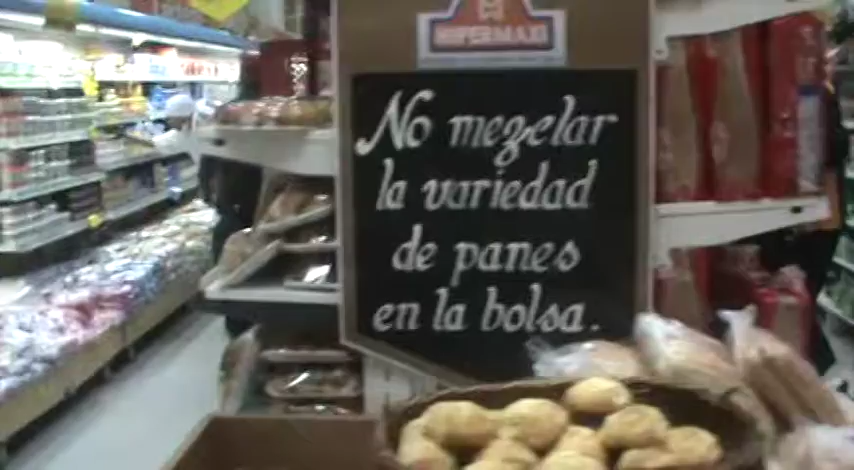 HIPERMAXI
No mezclar
la variedad
de panes
en la bolsa.